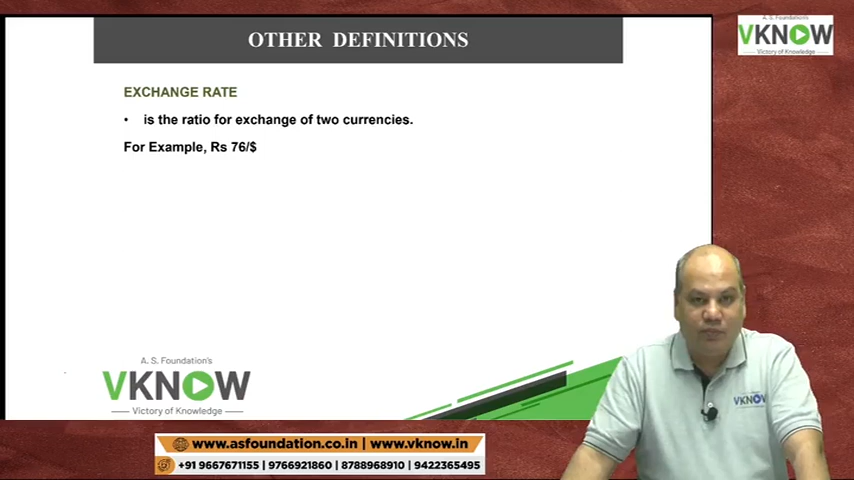 OTHER DEFINITIONS
A. S. Foundation's
VKNOW
Victory of Knowledge
EXCHANGE RATE
• is the ratio for exchange of two currencies.
For Example, Rs 76/$
A. S. Foundation's
VKNOW
Victory of Knowledge
VKNOW
www.asfoundation.co.in | www.vknow.in
+91 9667671155 | 9766921860 | 8788968910 | 9422365495